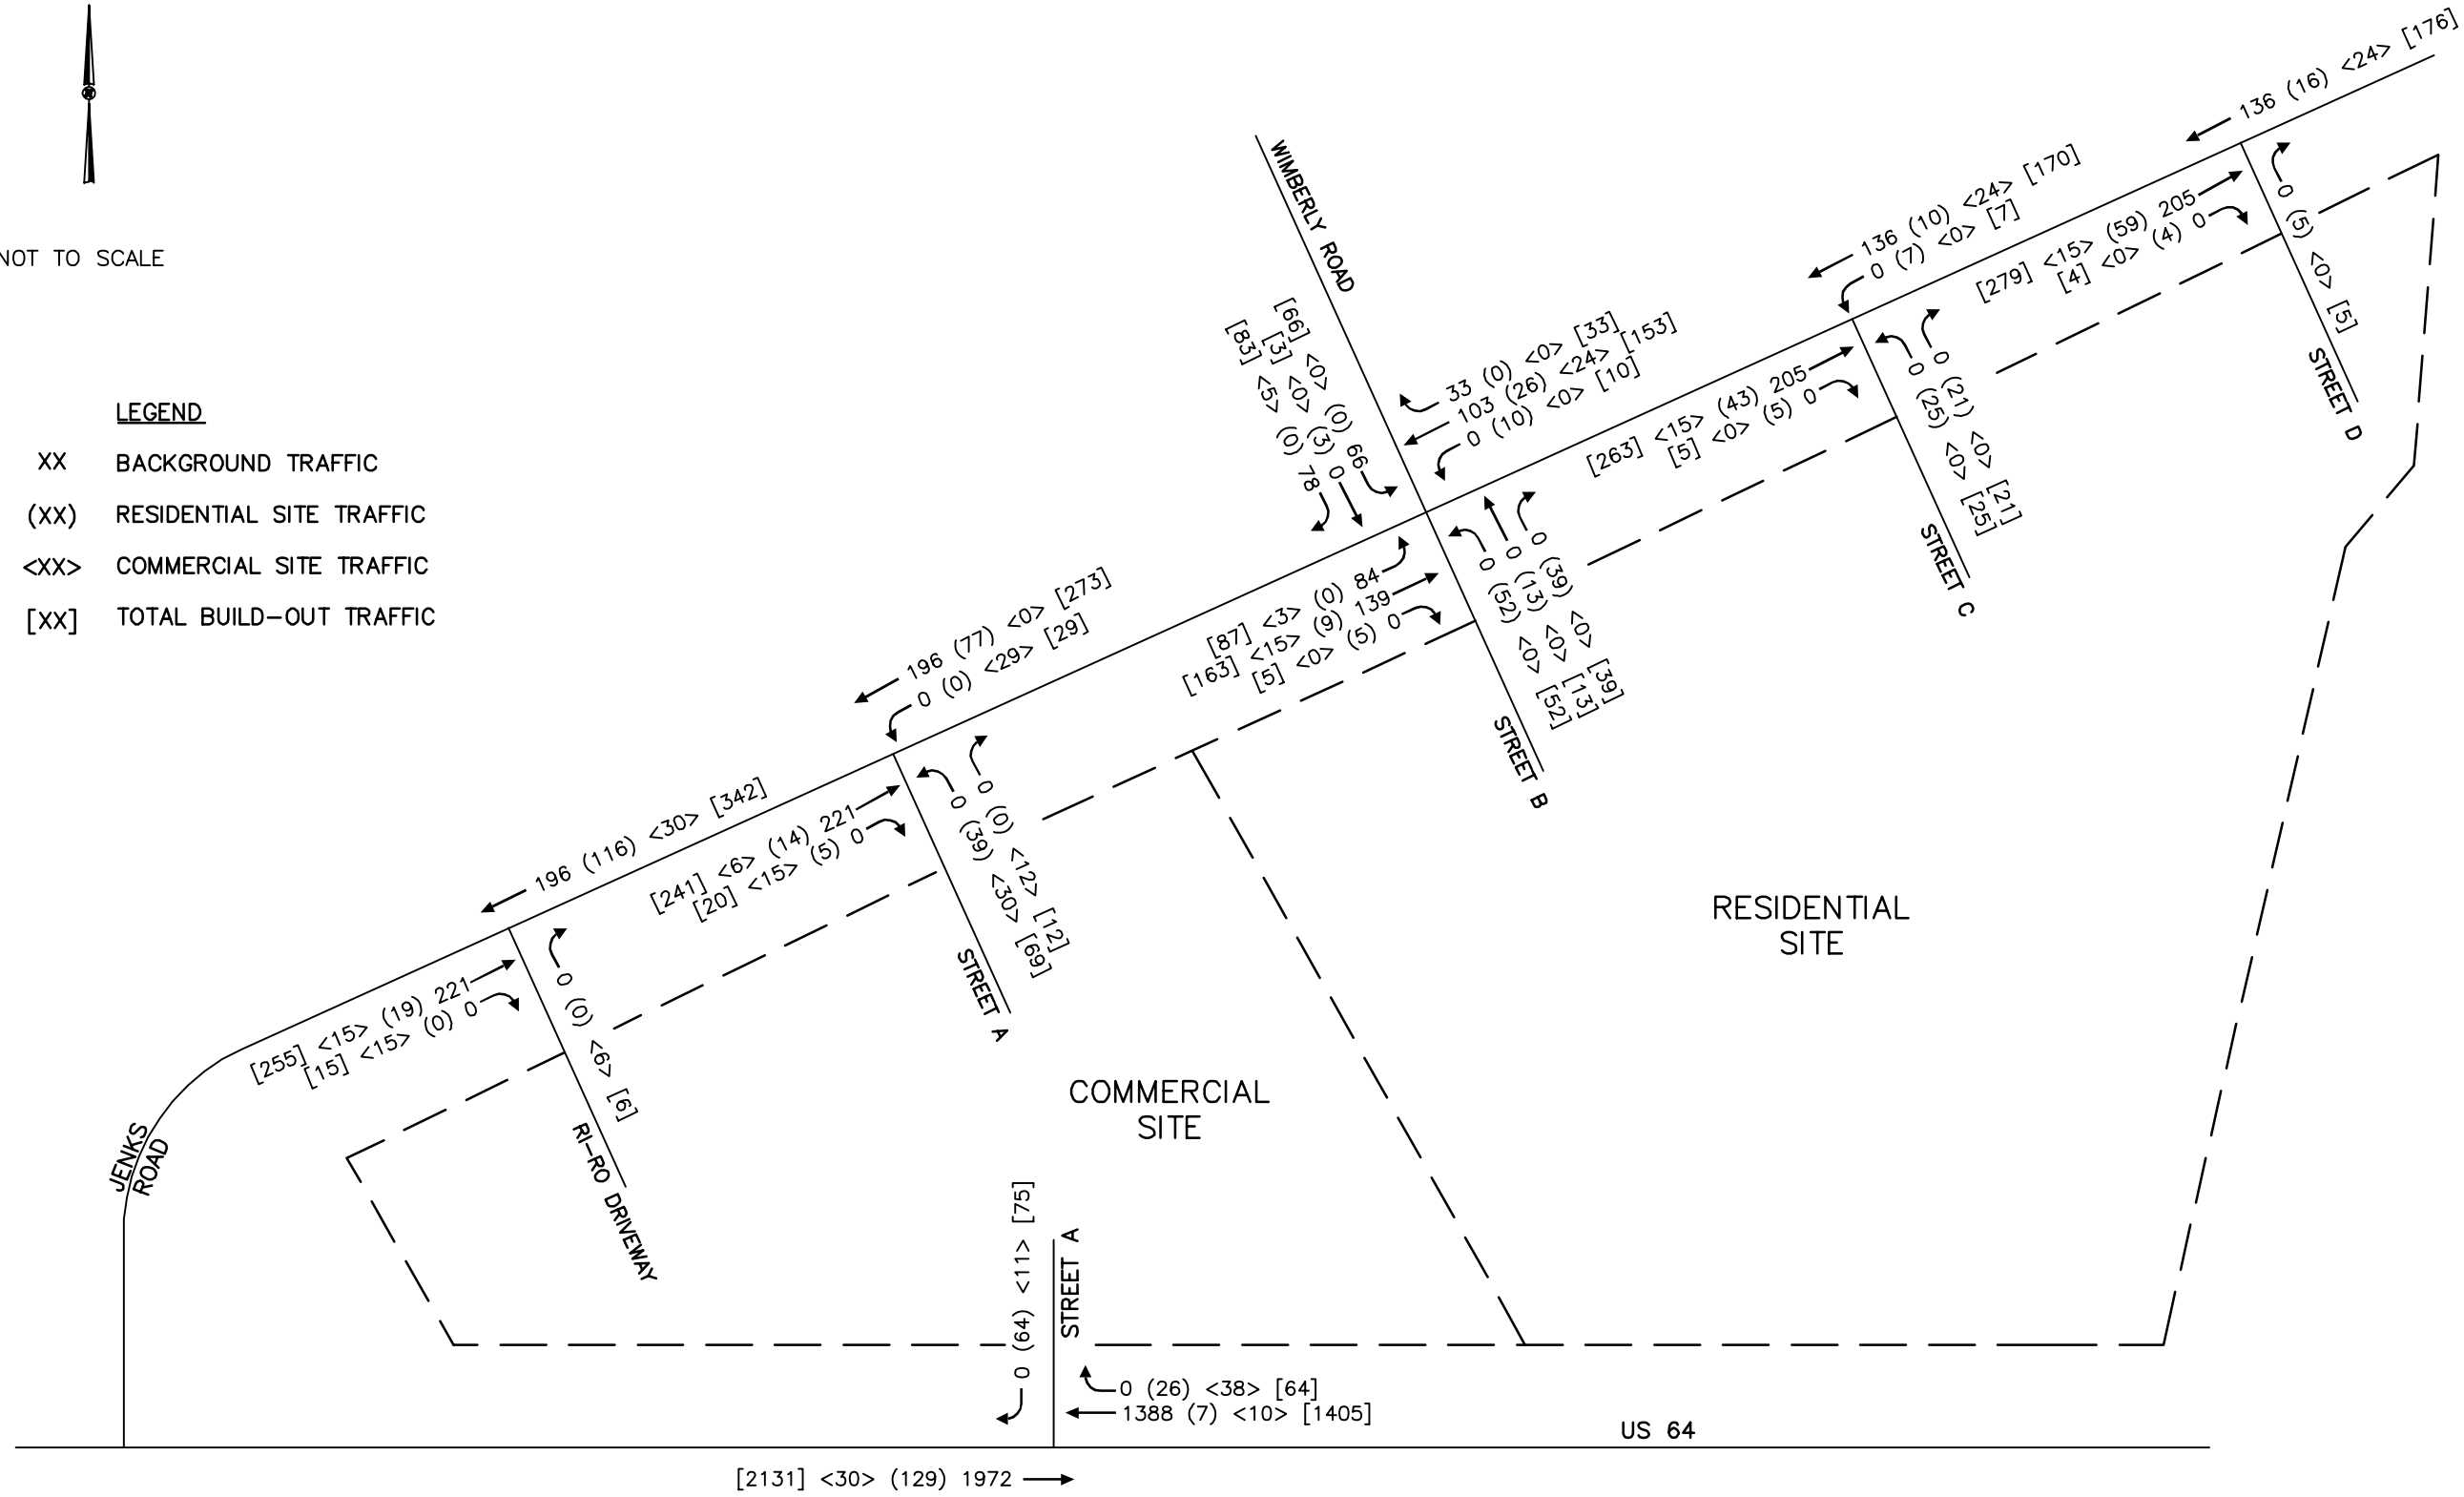 NOT TO SCALE
LEGEND
XX BACKGROUND TRAFFIC
(XX) RESIDENTIAL SITE TRAFFIC
<XX> COMMERCIAL SITE TRAFFIC
[XX] TOTAL BUILD-OUT TRAFFIC
136 (16) <24> [176]
136 (10) <24> [170]
0 (7) <0> [7]
[279] <15> (59) 205
[4] <0> (4) 0
0 (5) <0> [5]
STREET D
WIMBERLY ROAD
[66] <0> (0) 66
[3] <0> (3) 0
[83] <5> (0) 78
33 (0) <0> [33]
103 (26) <24> [153]
0 (10) <0> [10]
[263] <15> (43) 205
[5] <0> (5) 0
0 (21) <0> [21]
0 (25) <0> [25]
STREET C
[87] <3> (0) 84
[163] <15> (9) 139
[5] <0> (5) 0
0 (39) <0> [39]
0 (13) <0> [13]
0 (52) <0> [52]
STREET B
196 (77) <0> [273]
0 (0) <29> [29]
[241] <6> (14) 221
[20] <15> (5) 0
0 (0) <12> [12]
0 (39) <30> [69]
STREET A
196 (116) <30> [342]
[255] <15> (19) 221
[15] <15> (0) 0
0 (0) <6> [6]
RI-RO DRIVEWAY
JENKS
ROAD
RESIDENTIAL
SITE
COMMERCIAL
SITE
0 (64) <11> [75]
STREET A
0 (26) <38> [64]
1388 (7) <10> [1405]
US 64
[2131] <30> (129) 1972